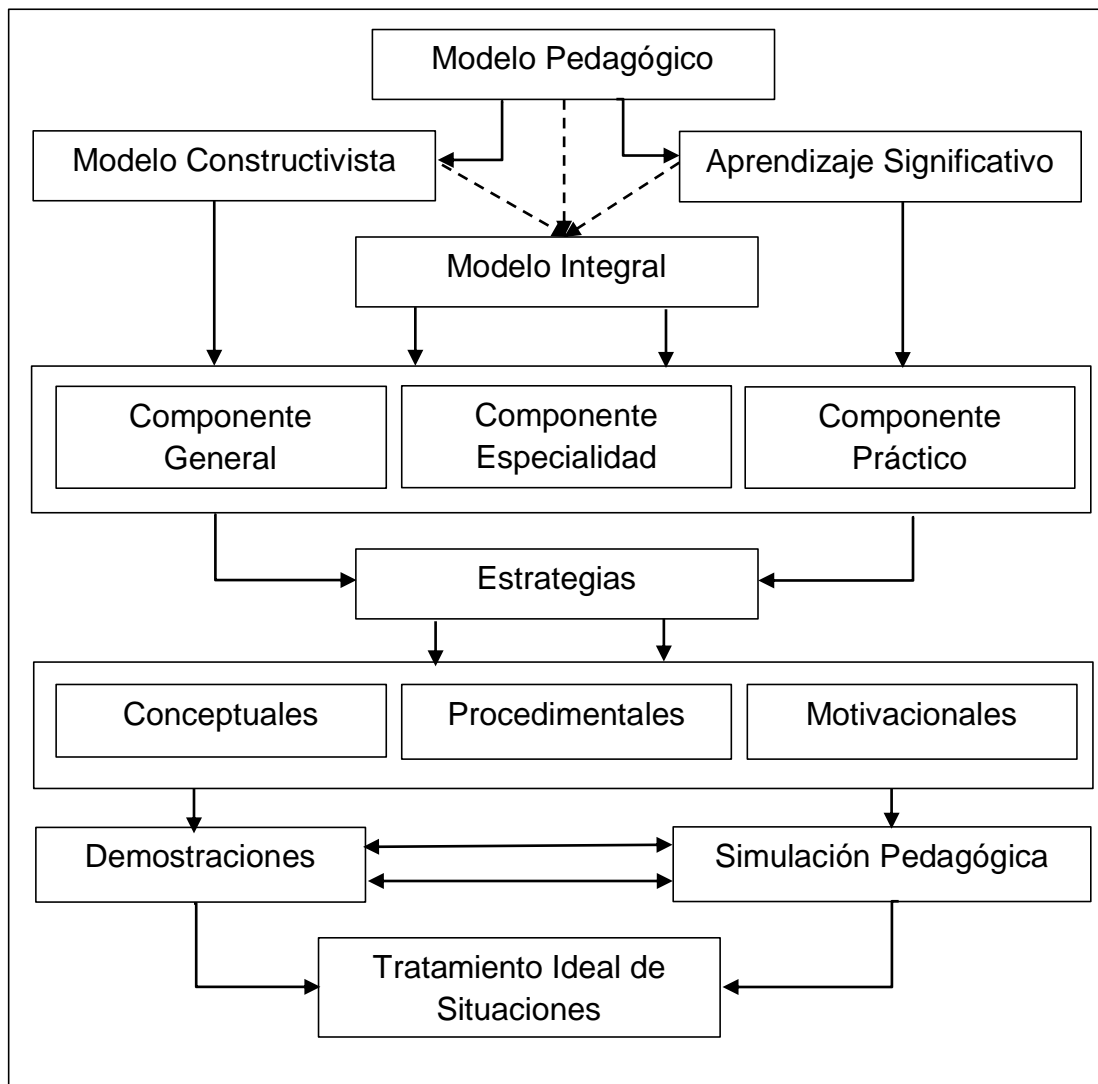 Modelo Pedagógico
Modelo Constructivista
Aprendizaje Significativo
Modelo Integral
Componente
General
Componente
Especialidad
Componente
Práctico
Estrategias
Conceptuales
Procedimentales
Motivacionales
Demostraciones
Simulación Pedagógica
Tratamiento Ideal de
Situaciones